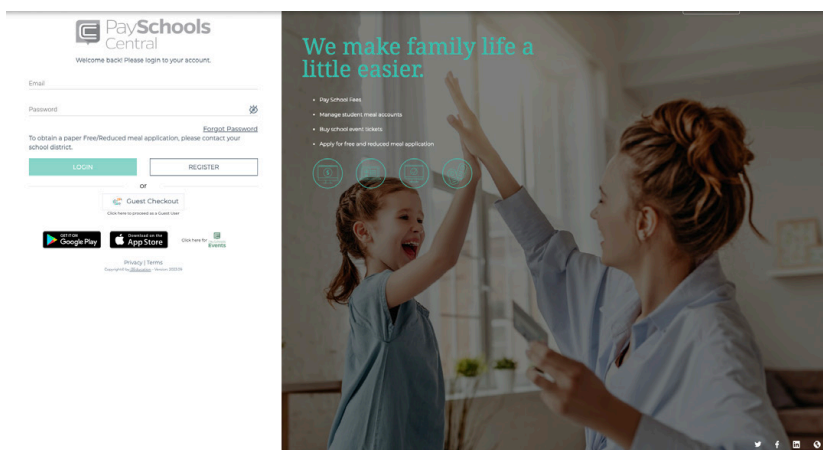 PaySchools
Central
Welcome back! Please login to your account.
Email
Password
Forgot Password
To obtain a paper Free/Reduced meal application, please contact your
school district.
LOGIN
REGISTER
or
Guest Checkout
Click here to proceed as a Guest User
GET IT ON
Google Play
Download on the
App Store
Click here for
Events
Privacy | Terms
We make family life a
little easier.
• Pay School Fees
• Manage student meal accounts
• Buy school event tickets
• Apply for free and reduced meal application